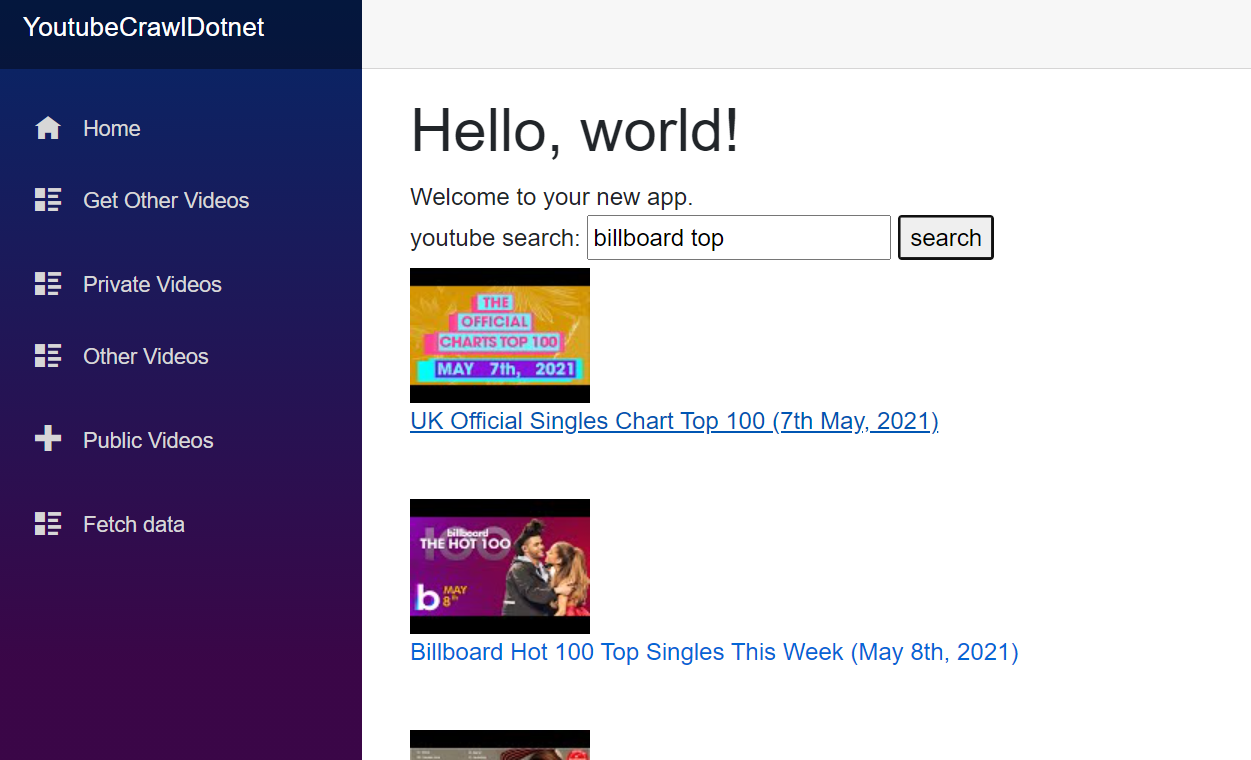 YoutubeCrawlDotnet
Home
Get Other Videos
Private Videos
Other Videos
Public Videos
Fetch data
Hello, world!
Welcome to your new app.
youtube search: billboard top search
THE
OFFICIAL
CHARTS TOP 100
MAY 7th, 2021
UK Official Singles Chart Top 100 (7th May, 2021)
100
billboard
THE HOT 100
b MAY
8th
Billboard Hot 100 Top Singles This Week (May 8th, 2021)